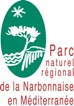 Parc
naturel
régional
de la Narbonnaise
en Méditerranée